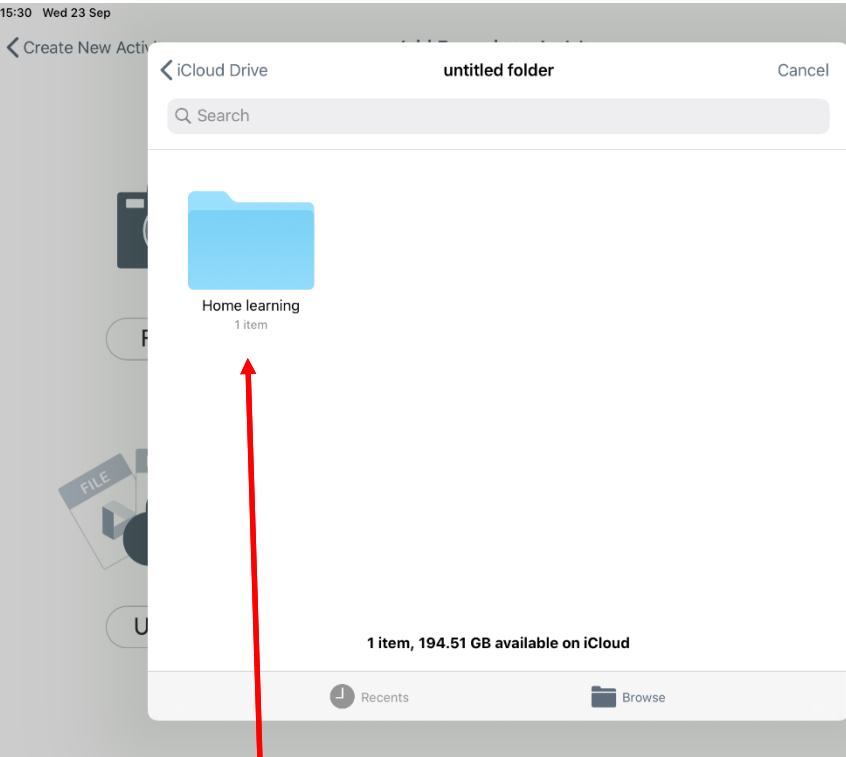 15:30 Wed 23 Sep
Create New
iCloud Drive
untitled folder
Cancel
Search
Home learning
1 item
FILE
1 item, 194.51 GB available on iCloud
Recents
Browse